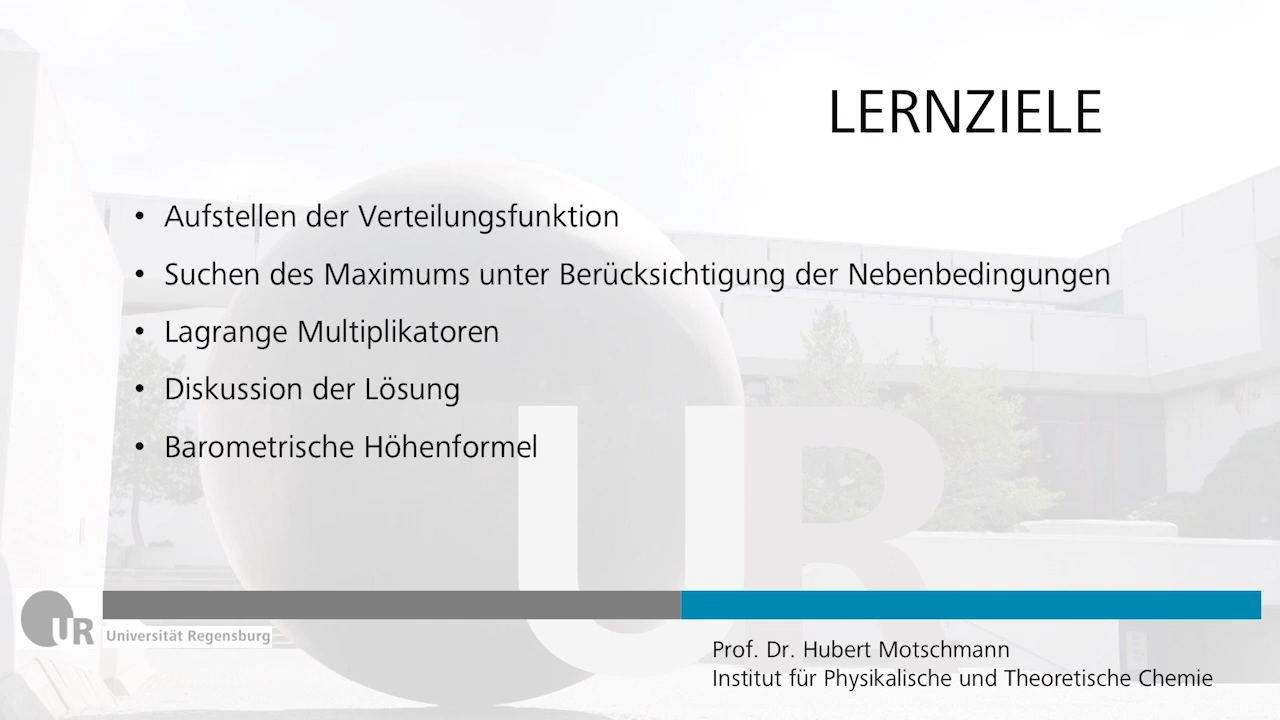 LERNZIELE
• Aufstellen der Verteilungsfunktion
• Suchen des Maximums unter Berücksichtigung der Nebenbedingungen
• Lagrange Multiplikatoren
• Diskussion der Lösung
• Barometrische Höhenformel
UR
UR Universität Regensburg
Prof. Dr. Hubert Motschmann
Institut für Physikalische und Theoretische Chemie